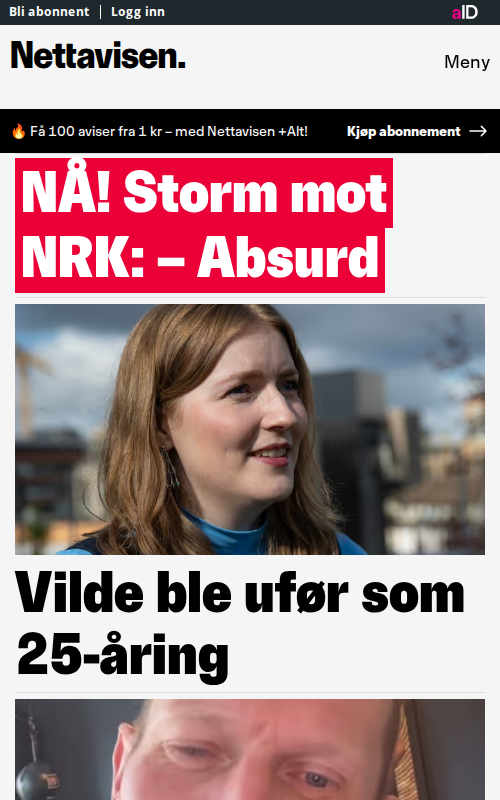 Bli abonnent | Logg inn
aID
Nettavisen.
Meny
🔥 Få 100 aviser fra 1 kr – med Nettavisen +Alt!
Kjøp abonnement →
NÅ! Storm mot
NRK: – Absurd
Vilde ble ufør som
25-åring